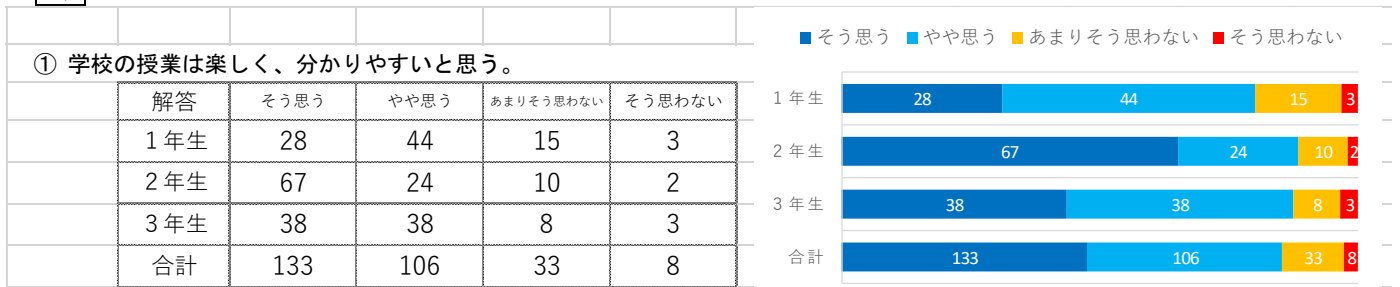 ① 学校の授業は楽しく、分かりやすいと思う。
解答 そう思う やや思う あまりそう思わない そう思わない
1年生 28 44 15 3
2年生 67 24 10 2
3年生 38 38 8 3
合計 133 106 33 8
そう思う やや思う あまりそう思わない そう思わない
1年生 28 44 15 3
2年生 67 24 10 2
3年生 38 38 8 3
合計 133 106 33 8